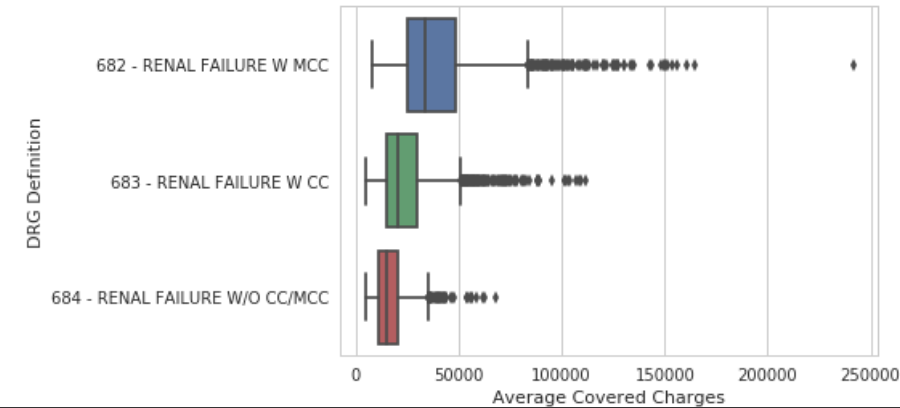 DRG Definition
682 - RENAL FAILURE W MCC
683 - RENAL FAILURE W CC
684 - RENAL FAILURE W/O CC/MCC
0 50000 100000 150000 200000 250000
Average Covered Charges